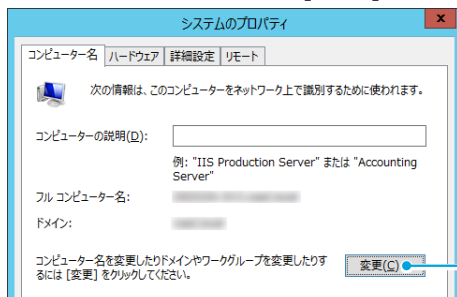 システムのプロパティ
x
コンピューター名 ハードウェア 詳細設定 リモート
次の情報は、このコンピューターをネットワーク上で識別するために使われます。
コンピューターの説明(D):
例: "IIS Production Server" または "Accounting
Server"
フル コンピューター名:
ドメイン:
コンピューター名を変更したりドメインやワークグループを変更したりす
るには [変更] をクリックしてください。
変更(C)